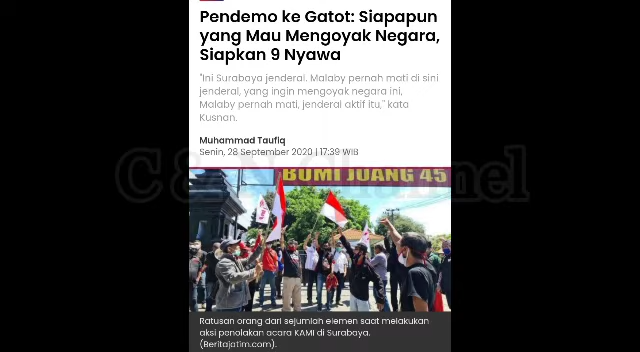 Pendemo ke Gatot: Siapapun
yang Mau Mengoyak Negara,
Siapkan 9 Nyawa
"Ini Surabaya jenderal. Malaby pernah mati di sini
jenderal, yang ingin mengoyak negara ini,
Malaby pernah mati, jenderal aktif itu," kata
Kusnan.
Muhammad Taufiq
Senin, 28 September 2020 | 17:39 WIB
BUMI JUANG 45
Ratusan orang dari sejumlah elemen saat melakukan
aksi penolakan acara KAMI di Surabaya.
(Beritajatim.com).